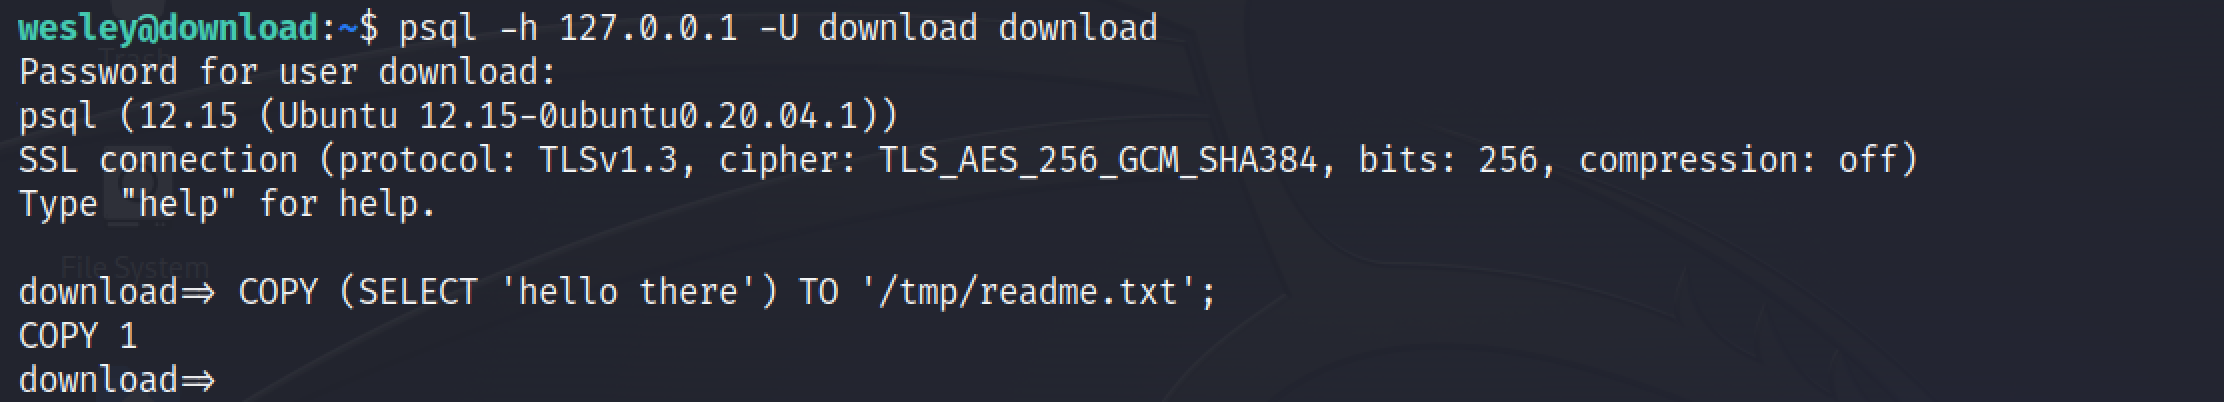 wesley@download:~$ psql -h 127.0.0.1 -U download download
Password for user download:
psql (12.15 (Ubuntu 12.15-0ubuntu0.20.04.1))
SSL connection (protocol: TLSv1.3, cipher: TLS_AES_256_GCM_SHA384, bits: 256, compression: off)
Type "help" for help.
File System
download=> COPY (SELECT 'hello there') TO '/tmp/readme.txt';
COPY 1
download=>